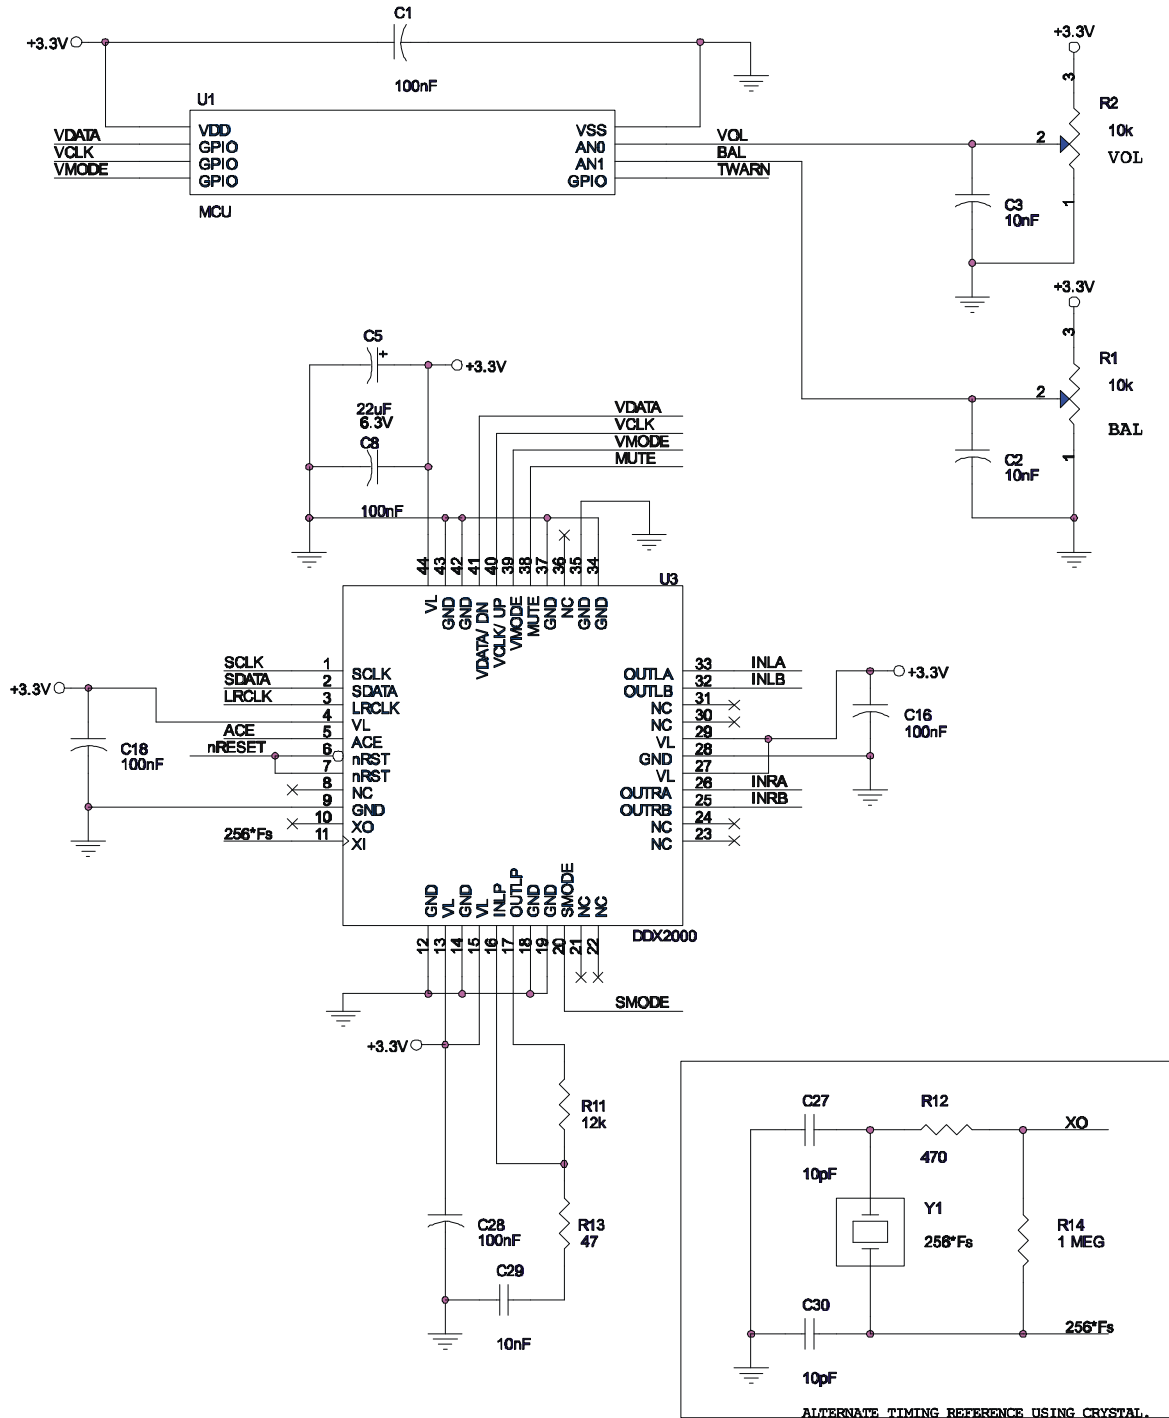 C1
+3.3V
100nF
+3.3V
3
R2
10k
VOL
2
1
U1
VDD
GPIO
GPIO
GPIO
VSS
AN0
AN1
GPIO
MCU
VDATA
VCLK
VMODE
VOL
BAL
TWARN
C3
10nF
+3.3V
3
R1
10k
BAL
2
1
C2
10nF
C5
+
+3.3V
22uF
6.3V
C8
100nF
VDATA
VCLK
VMODE
MUTE
44 43 42 41 40 39 38 37 36 35 34
U3
VL GND GND VDATA/ DN VCLK/ UP VMODE MUTE GND NC GND GND
SCLK 1 SCLK
SDATA 2 SDATA
LRCLK 3 LRCLK
4 VL
ACE 5 ACE
nRESET 6 nRST
7 nRST
8 NC
9 GND
10 XO
256*Fs 11 XI
+3.3V
C18
100nF
OUTLA 33 INLA
OUTLB 32 INLB
NC 31
NC 30
VL 29
GND 28
VL 27
OUTRA 26 INRA
OUTRB 25 INRB
NC 24
NC 23
+3.3V
C16
100nF
GND VL GND VL INLP OUTLP GND GND SMODE NC NC
12 13 14 15 16 17 18 19 20 21 22
DDX2000
SMODE
+3.3V
R11
12k
R13
47
C28
100nF
C29
10nF
C27
10pF
R12
470
XO
Y1
256*Fs
R14
1 MEG
C30
10pF
256*Fs
ALTERNATE TIMING REFERENCE USING CRYSTAL.